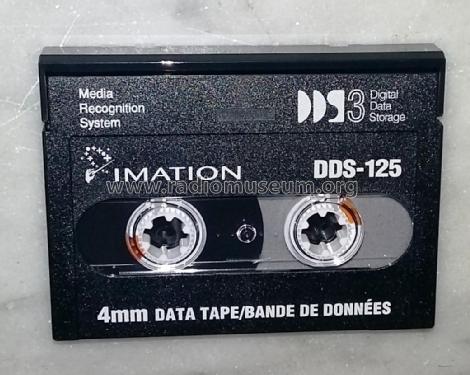 Media
Recognition
System
DDS3 Digital
Data
Storage
IMATION DDS-125
www.radiomuseum.org
4mm DATA TAPE/BANDE DE DONNÉES